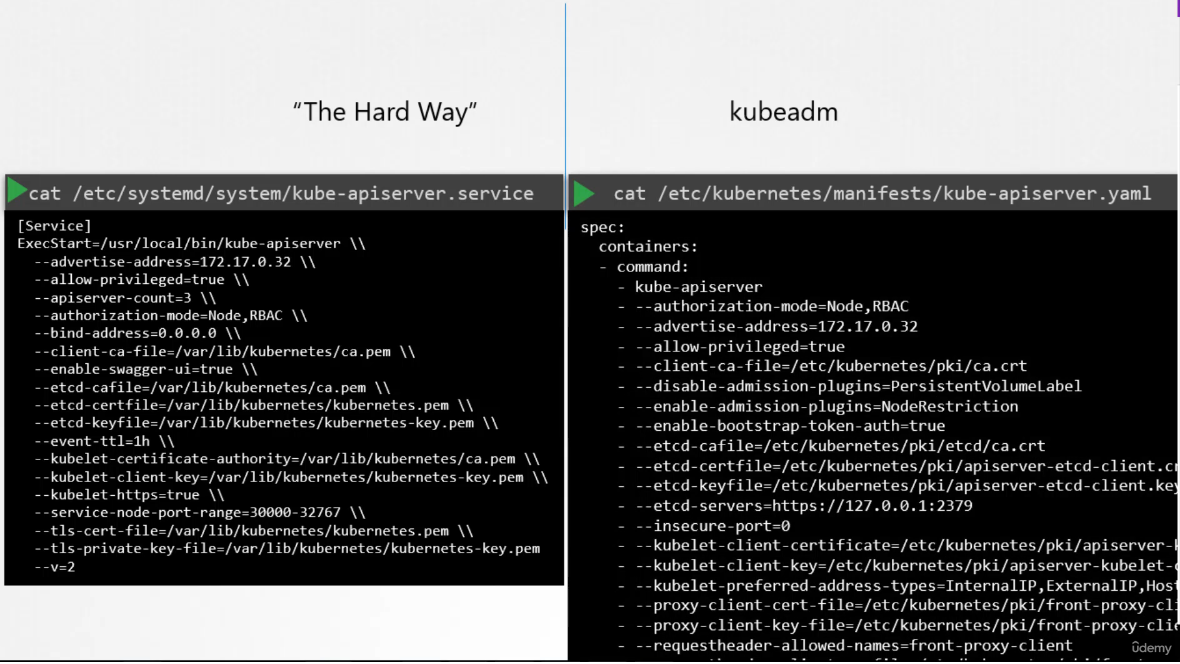 “The Hard Way”
cat /etc/systemd/system/kube-apiserver.service
[Service]
ExecStart=/usr/local/bin/kube-apiserver \\
--advertise-address=172.17.0.32 \\
--allow-privileged=true \\
--apiserver-count=3 \\
--authorization-mode=Node,RBAC \\
--bind-address=0.0.0.0 \\
--client-ca-file=/var/lib/kubernetes/ca.pem \\
--enable-swagger-ui=true \\
--etcd-cafile=/var/lib/kubernetes/ca.pem \\
--etcd-certfile=/var/lib/kubernetes/kubernetes.pem \\
--etcd-keyfile=/var/lib/kubernetes/kubernetes-key.pem \\
--event-ttl=1h \\
--kubelet-certificate-authority=/var/lib/kubernetes/ca.pem \\
--kubelet-client-key=/var/lib/kubernetes/kubernetes-key.pem \\
--kubelet-https=true \\
--service-node-port-range=30000-32767 \\
--tls-cert-file=/var/lib/kubernetes/kubernetes.pem \\
--tls-private-key-file=/var/lib/kubernetes/kubernetes-key.pem
--v=2
kubeadm
cat /etc/kubernetes/manifests/kube-apiserver.yaml
spec:
containers:
- command:
- kube-apiserver
- --authorization-mode=Node,RBAC
- --advertise-address=172.17.0.32
- --allow-privileged=true
- --client-ca-file=/etc/kubernetes/pki/ca.crt
- --disable-admission-plugins=PersistentVolumeLabel
- --enable-admission-plugins=NodeRestriction
- --enable-bootstrap-token-auth=true
- --etcd-cafile=/etc/kubernetes/pki/etcd/ca.crt
- --etcd-certfile=/etc/kubernetes/pki/apiserver-etcd-client.cr
- --etcd-keyfile=/etc/kubernetes/pki/apiserver-etcd-client.key
- --etcd-servers=https://127.0.0.1:2379
- --insecure-port=0
- --kubelet-client-certificate=/etc/kubernetes/pki/apiserver-k
- --kubelet-client-key=/etc/kubernetes/pki/apiserver-kubelet-c
- --kubelet-preferred-address-types=InternalIP,ExternalIP,Host
- --proxy-client-cert-file=/etc/kubernetes/pki/front-proxy-cli
- --proxy-client-key-file=/etc/kubernetes/pki/front-proxy-clie
- --requestheader-allowed-names=front-proxy-client
ûdemy